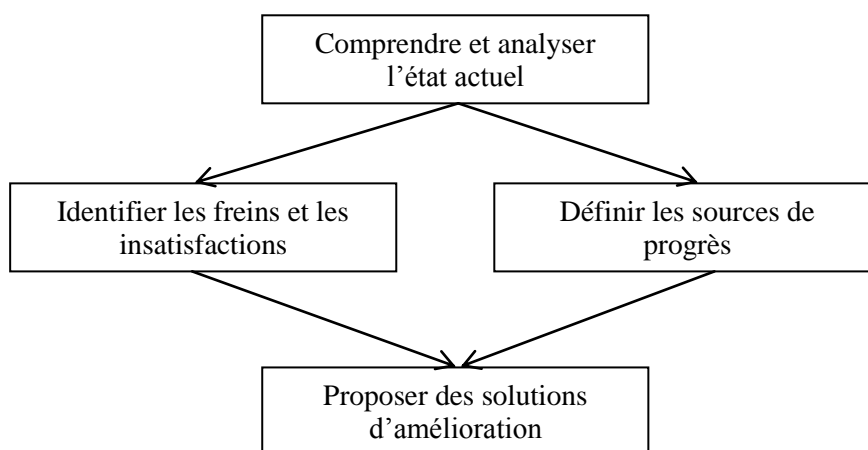 Comprendre et analyser
l’état actuel
Identifier les freins et les
insatisfactions
Définir les sources de
progrès
Proposer des solutions
d’amélioration